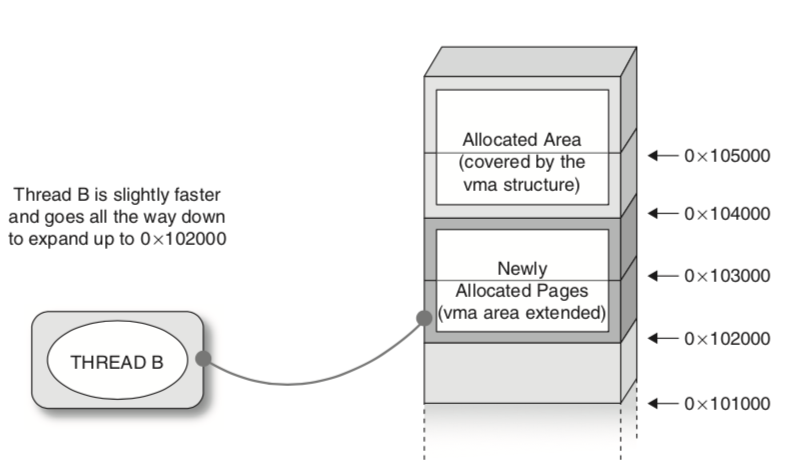 Allocated Area
(covered by the
vma structure)
0×105000
Thread B is slightly faster
and goes all the way down
to expand up to 0×102000
0×104000
Newly
Allocated Pages
(vma area extended)
0×103000
0×102000
THREAD B
0×101000